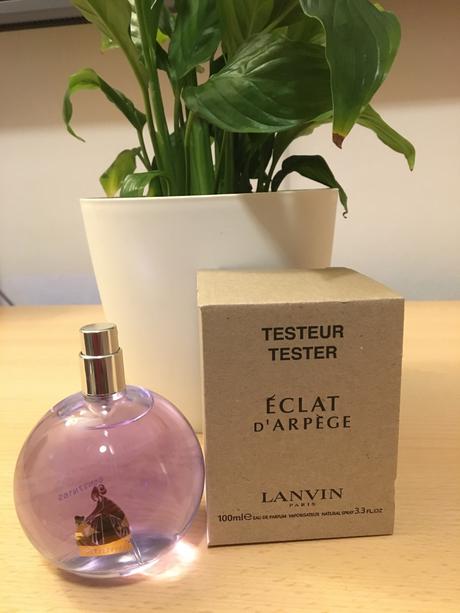 TESTEUR
TESTER
ÉCLAT
D'ARPÈGE
LANVIN
PARIS
100ml℮ EAU DE PARFUM VAPORISATEUR NATURAL SPRAY 3.3 FL.OZ